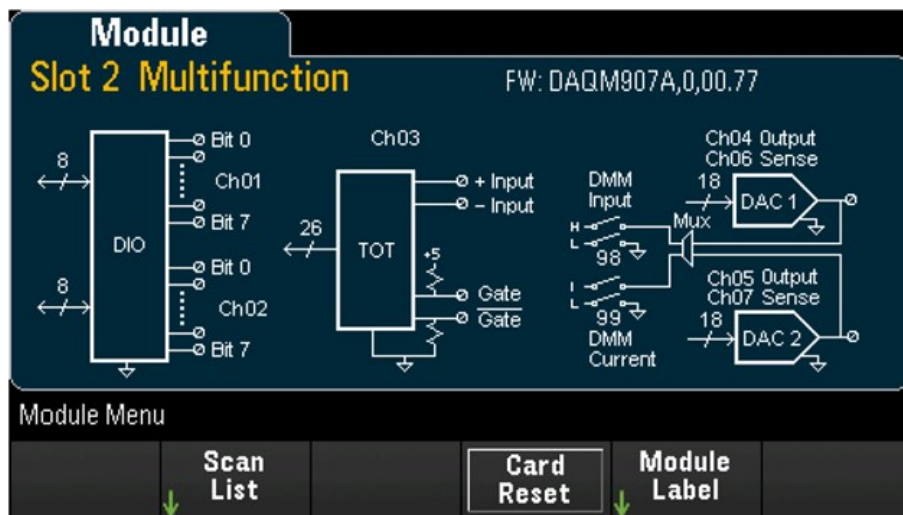 Module
Slot 2 Multifunction
FW: DAQM907A,0,00.77
8
Bit 0
Ch01
Bit 7
DIO
8
Bit 0
Ch02
Bit 7
Ch03
+ Input
- Input
26
TOT
+5
Gate
Gate
DMM
Input
H
L
98
I
L
99
DMM
Current
Mux
Ch04 Output
Ch06 Sense
18
DAC 1
Ch05 Output
Ch07 Sense
18
DAC 2
Module Menu
Scan
List
Card
Reset
Module
Label